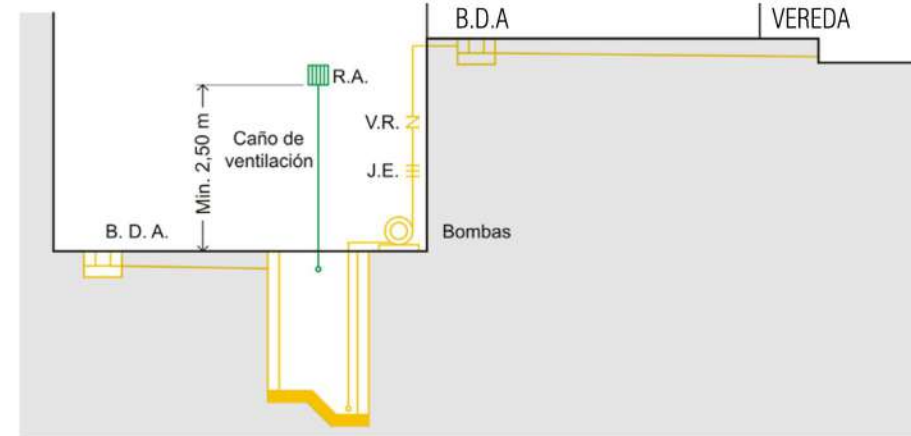 B.D.A
VEREDA
R.A.
V.R.
Caño de
ventilación
Min. 2,50 m
J.E.
B. D. A.
Bombas